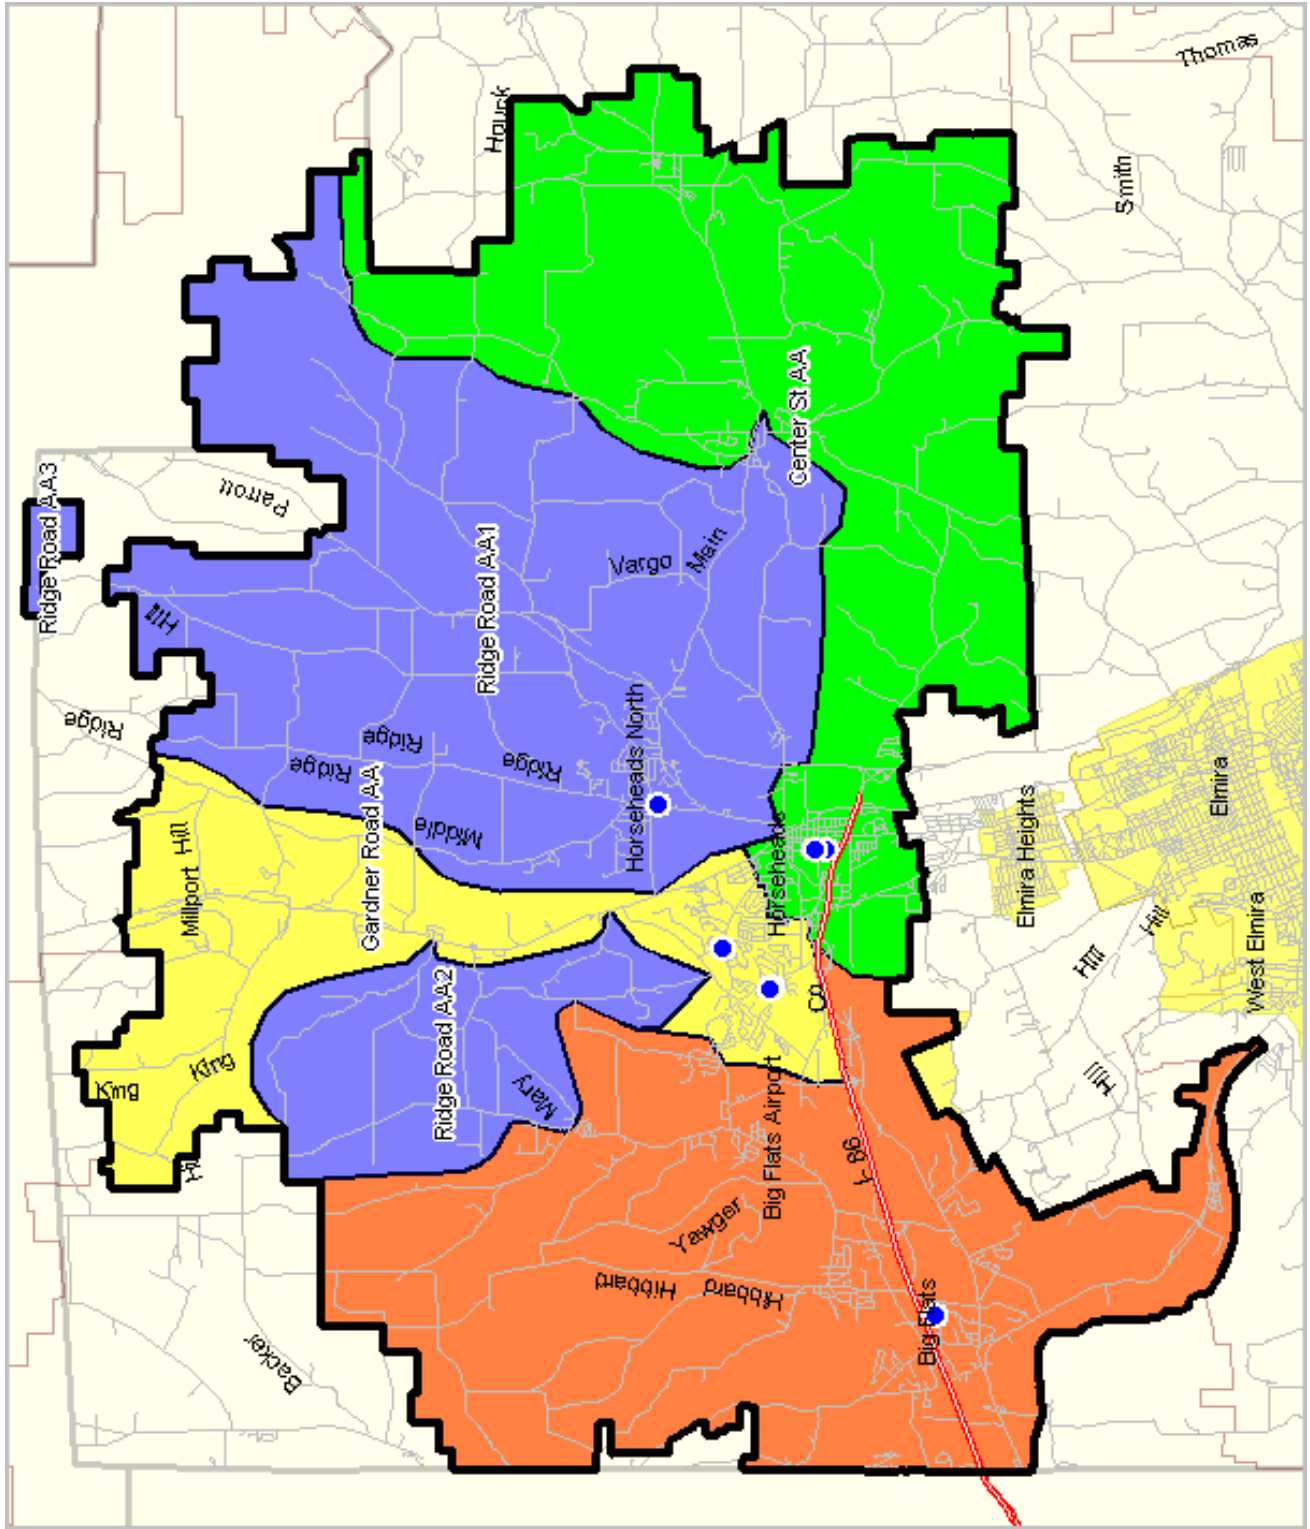 Thomas
Houck
Smith
Center St AA
Ridge Road AA3
Parrott
Ridge Road AA1
Vargo
Main
Hill
Ridge
Ridge
Ridge
Ridge
Horseheads North
Gardner Road AA
Middle
Millport Hill
Horseheads
Elmira Heights
Elmira
West Elmira
Hill
Hill
Hill
King
King
Ridge Road AA2
Mary
Big Flats Airport
I- 86
Yawger
Hibbard
Hibbard
Backer
Big Flats